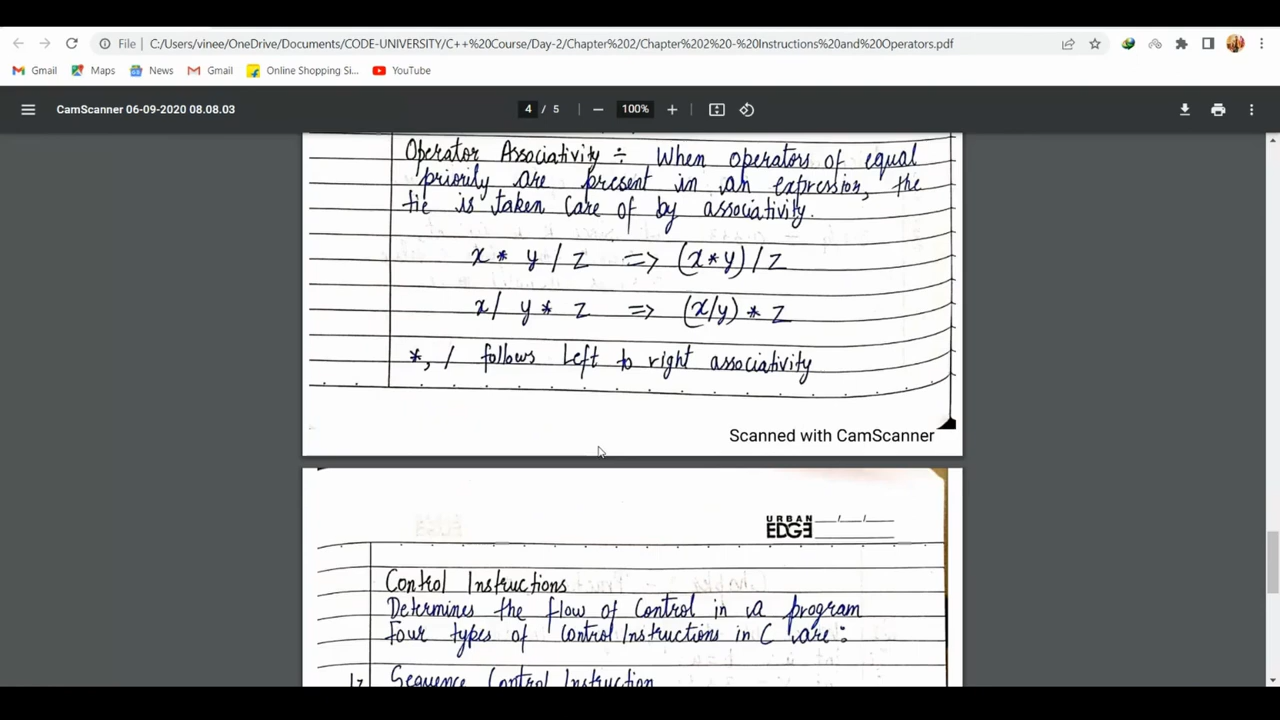 File C:/Users/vinee/OneDrive/Documents/CODE-UNIVERSITY/C++%20Course/Day-2/Chapter%202/Chapter%202%20-%20Instructions%20and%20Operators.pdf
Gmail Maps News Gmail Online Shopping Si... YouTube
CamScanner 06-09-2020 08.08.03 4 / 5 100%
Operator Associativity ÷ When operators of equal
priority are present in an expression, the
tie is taken care of by associativity.
x * y / z => (x*y)/z
x/ y* z => (x/y) * z
*, / follows left to right associativity
Scanned with CamScanner
URBAN
EDGE
Control Instructions
Determines the flow of control in a program
Four types of control Instructions in C are:
1> Sequence Control Instruction